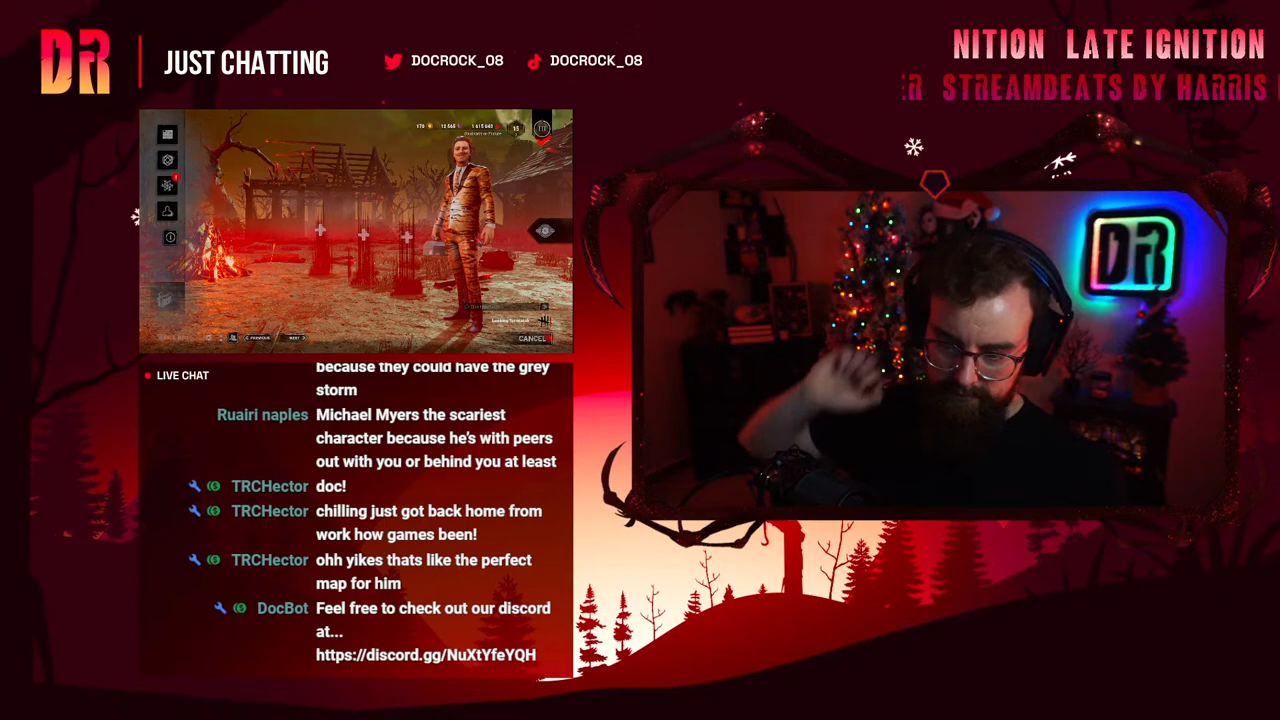 DR
JUST CHATTING
DOCROCK_08
DOCROCK_08
NITION LATE IGNITION
STREAMBEATS BY HARRIS
DR
CANCEL
LIVE CHAT
because they could have the grey
storm
Ruairi naples Michael Myers the scariest
character because he's with peers
out with you or behind you at least
TRCHector doc!
TRCHector chilling just got back home from
work how games been!
TRCHector ohh yikes thats like the perfect
map for him
DocBot Feel free to check out our discord
at...
https://discord.gg/NuXtYfeYQH